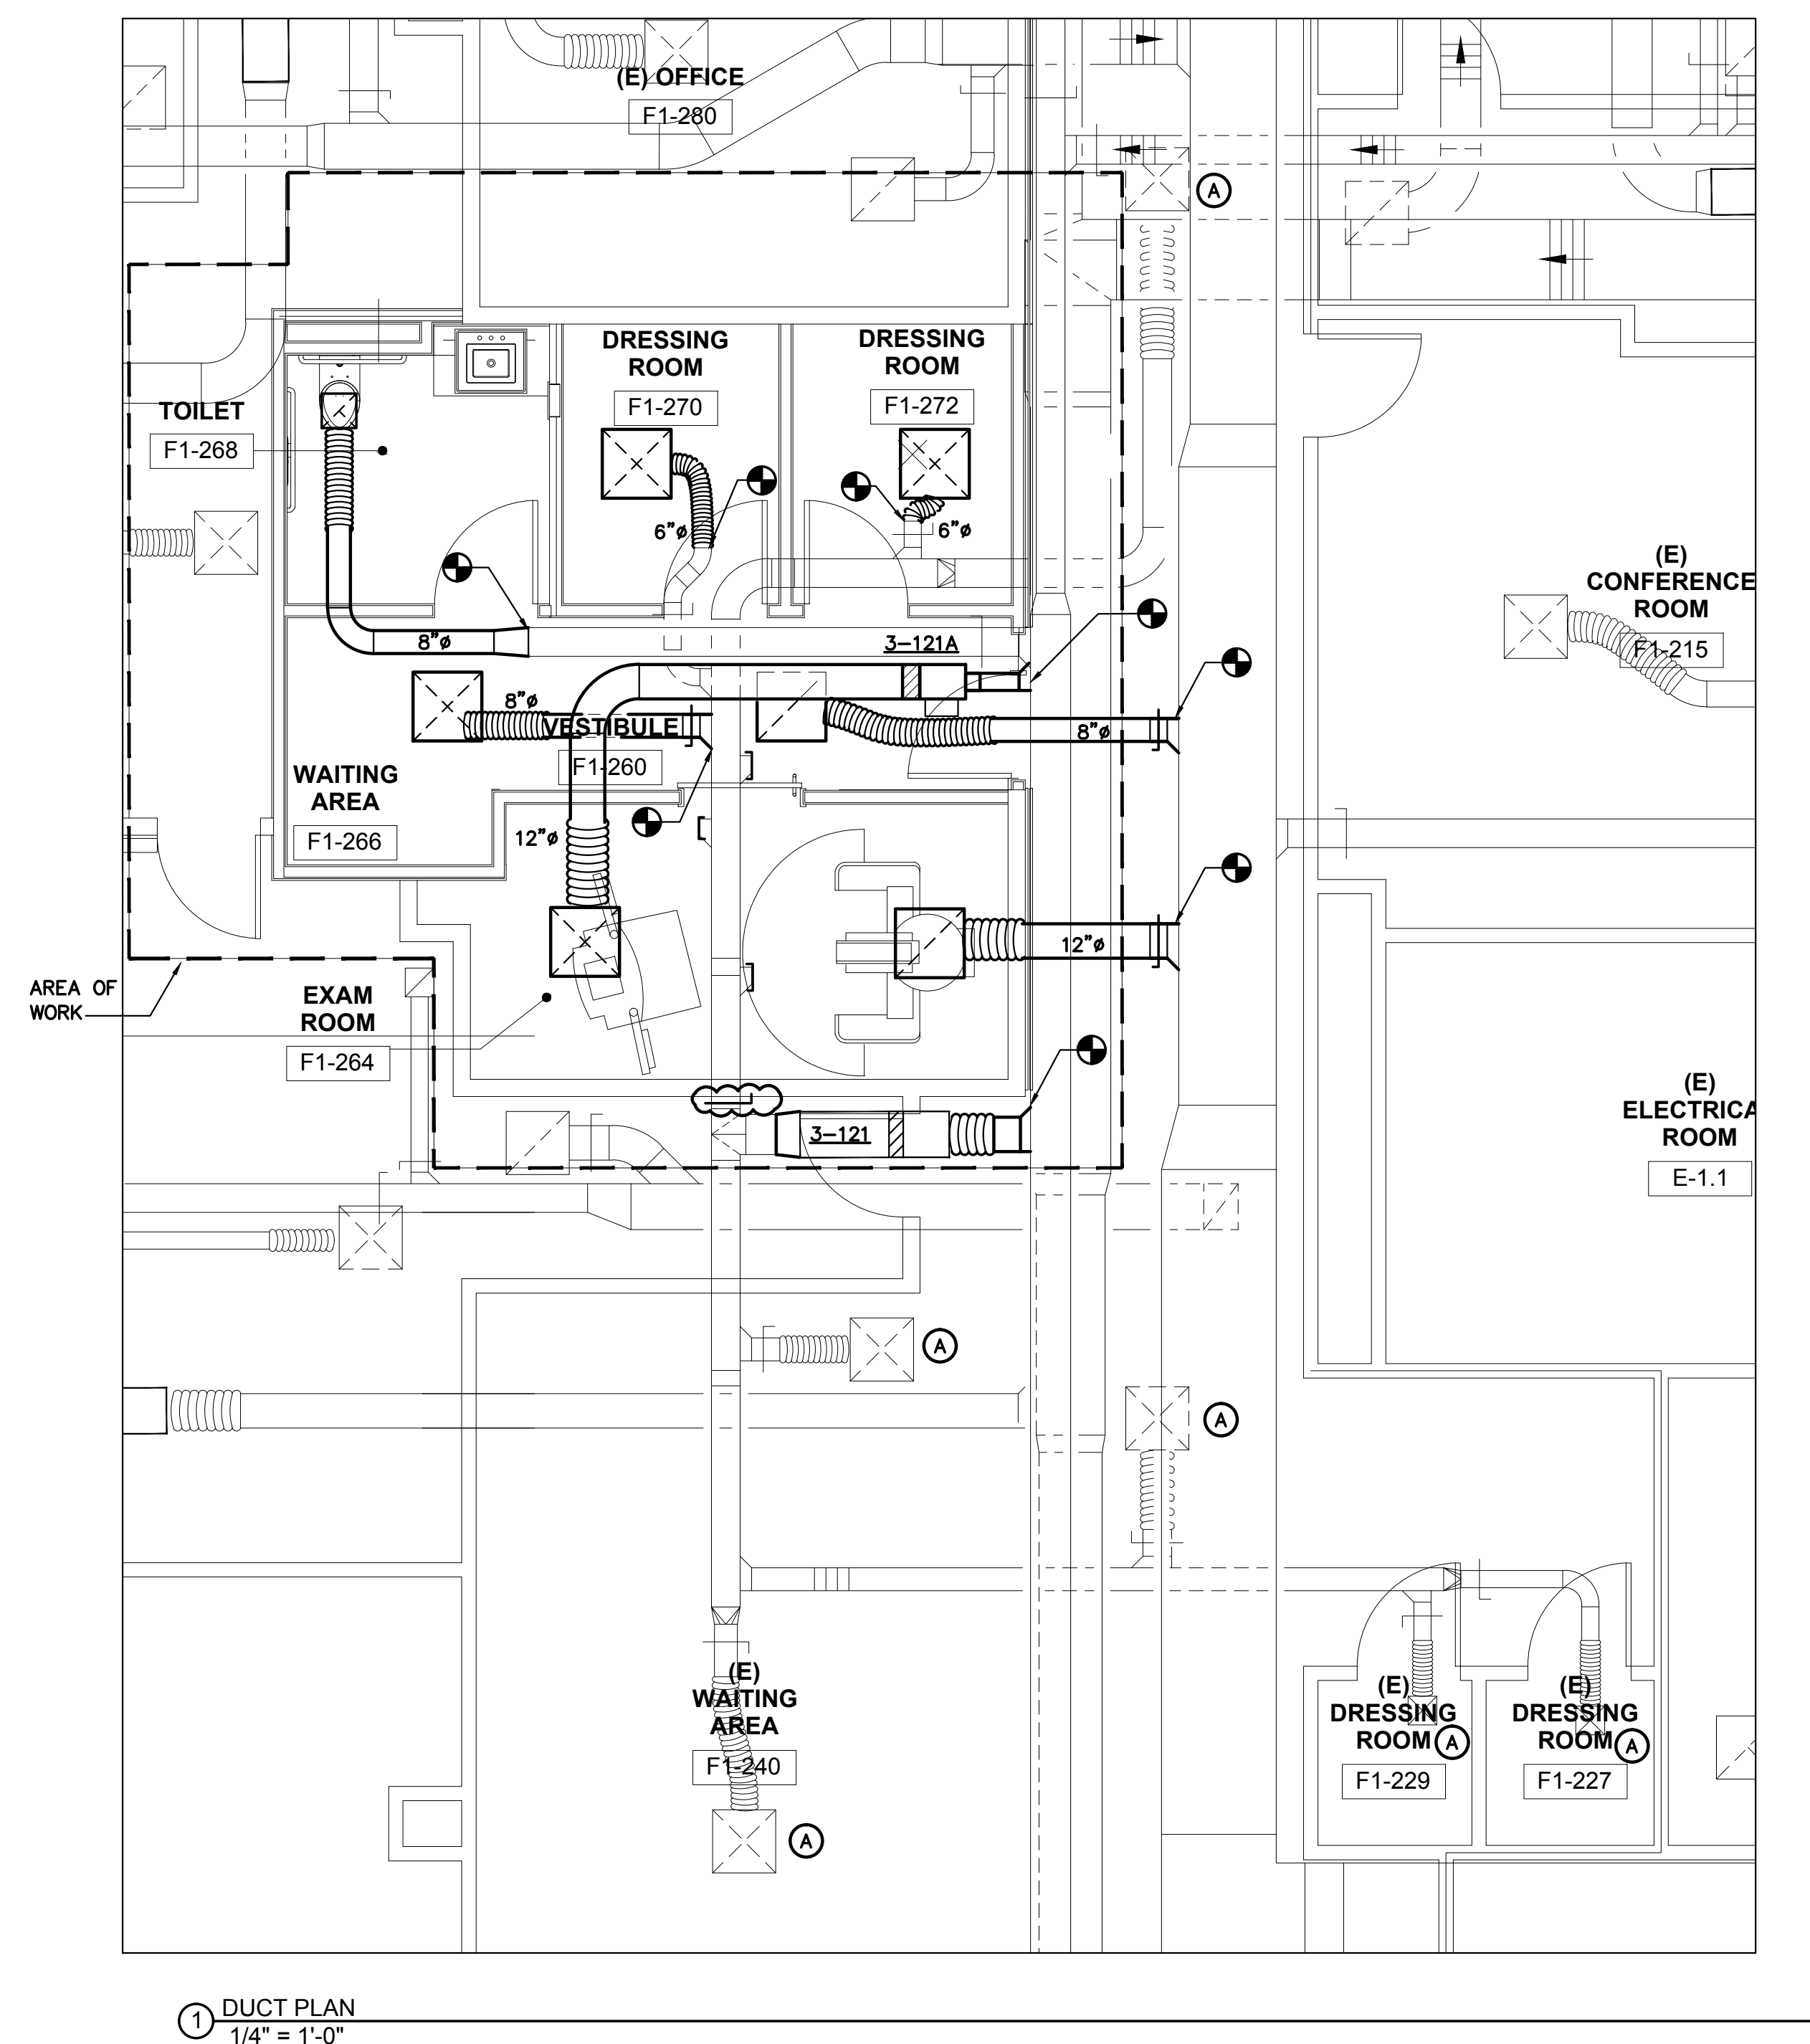 (E) OFFICE
F1-280
A
DRESSING
ROOM
F1-270
DRESSING
ROOM
F1-272
TOILET
F1-268
6"ø
6"ø
(E)
CONFERENCE
ROOM
F1-215
8"ø
3-121A
8"ø
VESTIBULE
F1-260
8"ø
WAITING
AREA
F1-266
12"ø
12"ø
AREA OF
WORK
EXAM
ROOM
F1-264
3-121
(E)
ELECTRICA
ROOM
E-1.1
A
A
(E)
WAITING
AREA
F1-240
A
(E)
DRESSING
ROOM
A
F1-229
(E)
DRESSING
ROOM
A
F1-227
1
DUCT PLAN
1/4" = 1'-0"